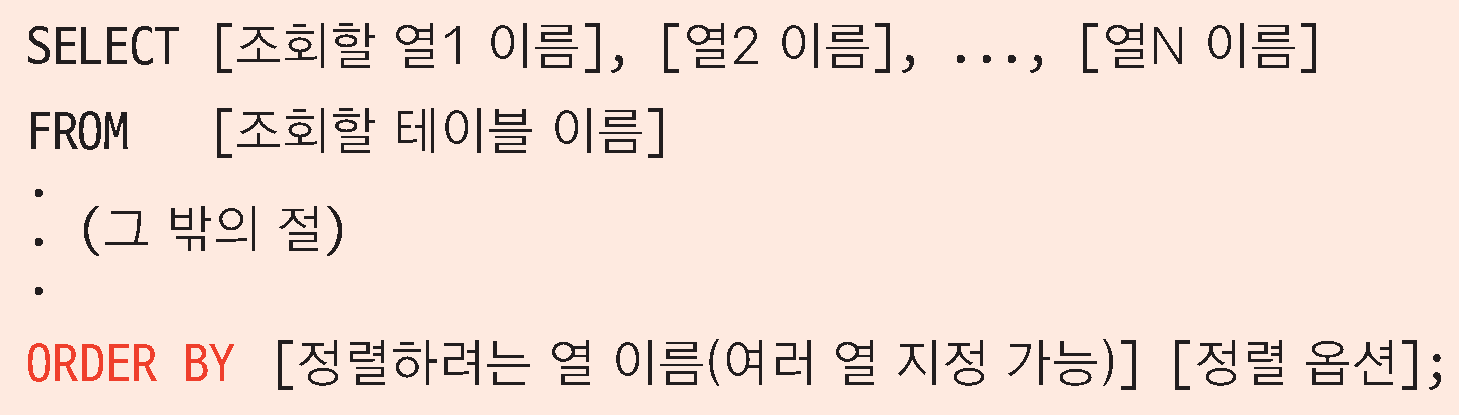 SELECT [조회할 열1 이름], [열2 이름], ..., [열N 이름]
FROM [조회할 테이블 이름]
.
. (그 밖의 절)
.
ORDER BY [정렬하려는 열 이름(여러 열 지정 가능)] [정렬 옵션];